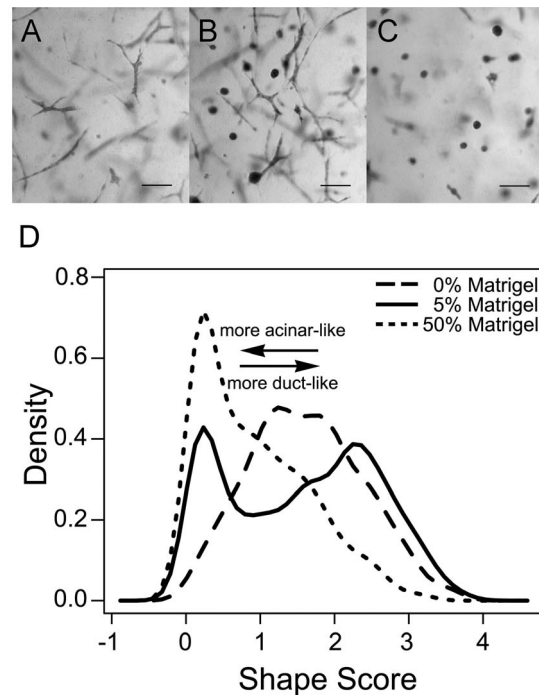 A
B
C
D
0.8
0.6
0.4
0.2
0.0
Density
0% Matrigel
5% Matrigel
50% Matrigel
more acinar-like
more duct-like
-1
0
1
2
3
4
Shape Score